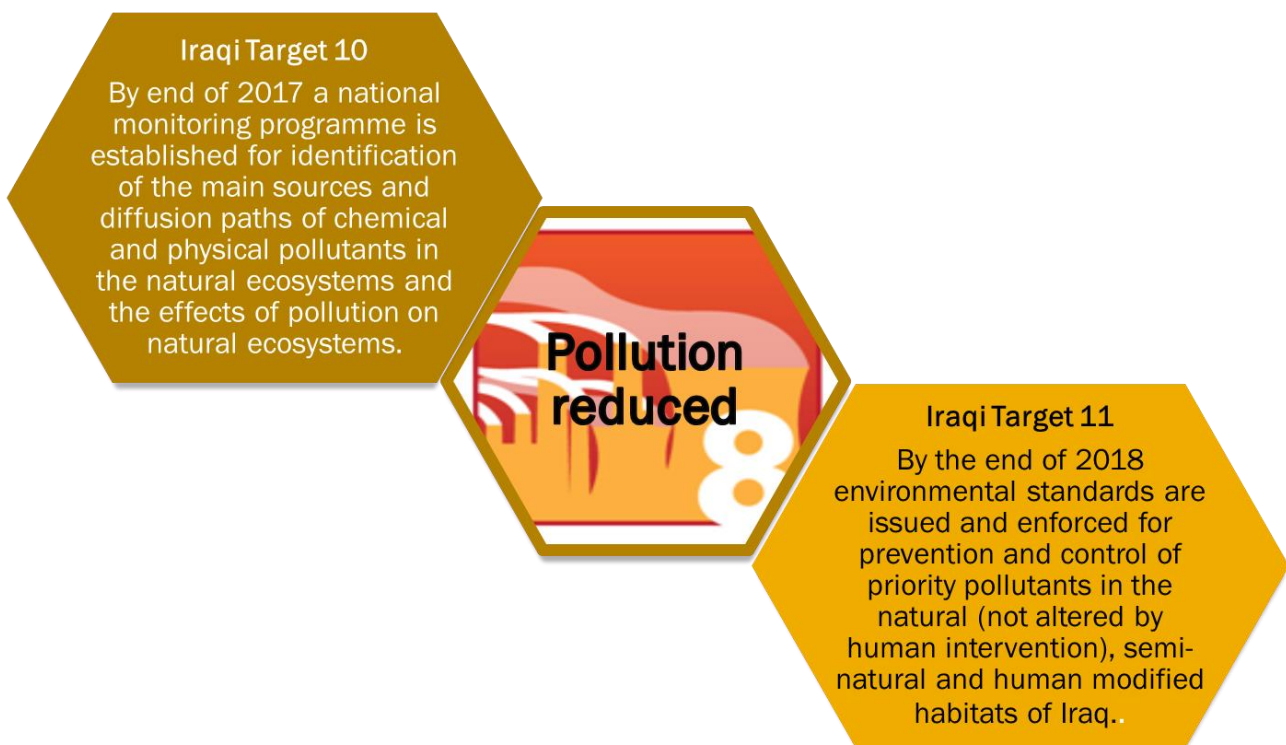 Iraqi Target 10
By end of 2017 a national
monitoring programme is
established for identification
of the main sources and
diffusion paths of chemical
and physical pollutants in
the natural ecosystems and
the effects of pollution on
natural ecosystems.
Pollution
reduced
8
Iraqi Target 11
By the end of 2018
environmental standards are
issued and enforced for
prevention and control of
priority pollutants in the
natural (not altered by
human intervention), semi-
natural and human modified
habitats of Iraq..